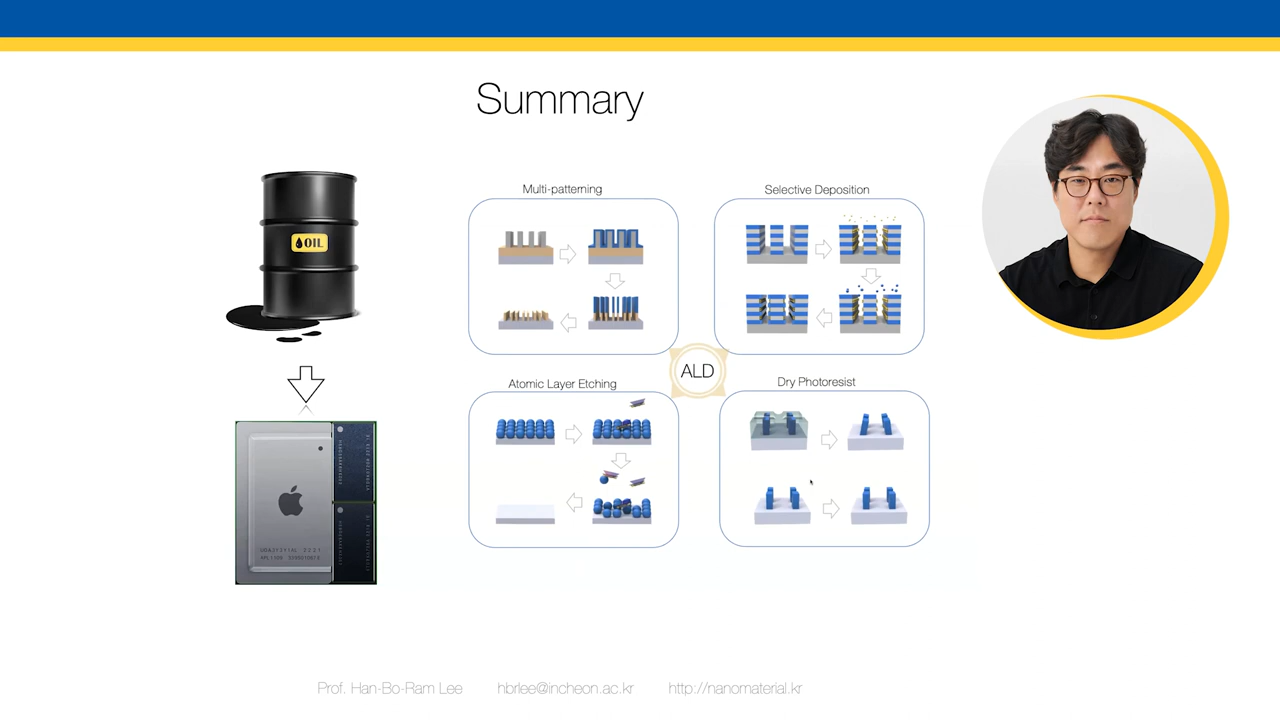 Summary
Multi-patterning
Selective Deposition
OIL
ALD
Atomic Layer Etching
Dry Photoresist
Prof. Han-Bo-Ram Lee hbrlee@incheon.ac.kr http://nanomaterial.kr